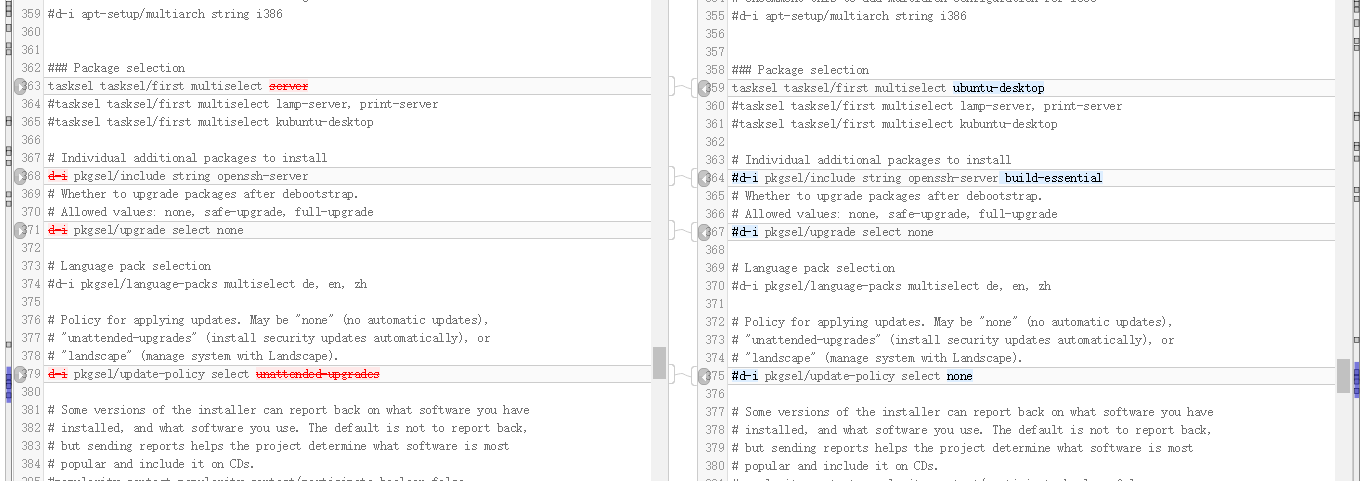 359 #d-i apt-setup/multiarch string i386
360
361
362 ### Package selection
363 tasksel tasksel/first multiselect server
364 #tasksel tasksel/first multiselect lamp-server, print-server
365 #tasksel tasksel/first multiselect kubuntu-desktop
366
367 # Individual additional packages to install
368 d-i pkgsel/include string openssh-server
369 # Whether to upgrade packages after debootstrap.
370 # Allowed values: none, safe-upgrade, full-upgrade
371 d-i pkgsel/upgrade select none
372
373 # Language pack selection
374 #d-i pkgsel/language-packs multiselect de, en, zh
375
376 # Policy for applying updates. May be "none" (no automatic updates),
377 # "unattended-upgrades" (install security updates automatically), or
378 # "landscape" (manage system with Landscape).
379 d-i pkgsel/update-policy select unattended-upgrades
380
381 # Some versions of the installer can report back on what software you have
382 # installed, and what software you use. The default is not to report back,
383 # but sending reports helps the project determine what software is most
384 # popular and include it on CDs.
355 #d-i apt-setup/multiarch string i386
356
357
358 ### Package selection
359 tasksel tasksel/first multiselect ubuntu-desktop
360 #tasksel tasksel/first multiselect lamp-server, print-server
361 #tasksel tasksel/first multiselect kubuntu-desktop
362
363 # Individual additional packages to install
364 #d-i pkgsel/include string openssh-server build-essential
365 # Whether to upgrade packages after debootstrap.
366 # Allowed values: none, safe-upgrade, full-upgrade
367 #d-i pkgsel/upgrade select none
368
369 # Language pack selection
370 #d-i pkgsel/language-packs multiselect de, en, zh
371
372 # Policy for applying updates. May be "none" (no automatic updates),
373 # "unattended-upgrades" (install security updates automatically), or
374 # "landscape" (manage system with Landscape).
375 #d-i pkgsel/update-policy select none
376
377 # Some versions of the installer can report back on what software you have
378 # installed, and what software you use. The default is not to report back,
379 # but sending reports helps the project determine what software is most
380 # popular and include it on CDs.